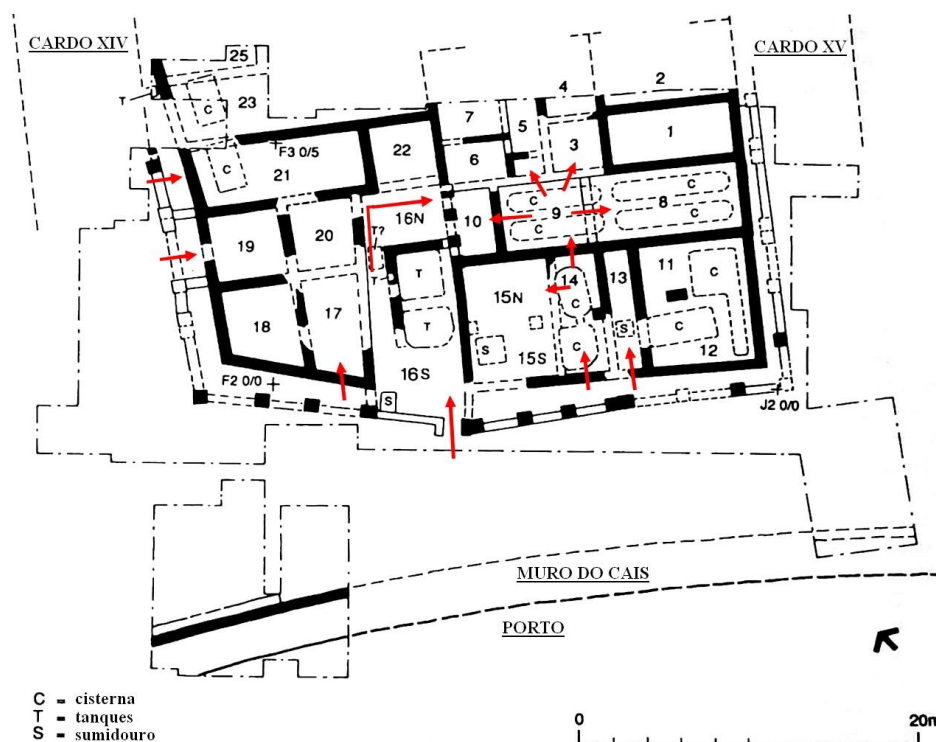 CARDO XIV
CARDO XV
25
T
23
C
4
2
7
5
3
1
F3 0/5
22
6
C
21
C
C
16N
10
9
8
C
C
19
20
T?
T
T
14
13
11
C
15N
C
17
18
T
S
C
S
C
15S
12
16S
F2 0/0
S
J2 0/0
MURO DO CAIS
PORTO
C = cisterna
T = tanques
S = sumidouro
0 20m